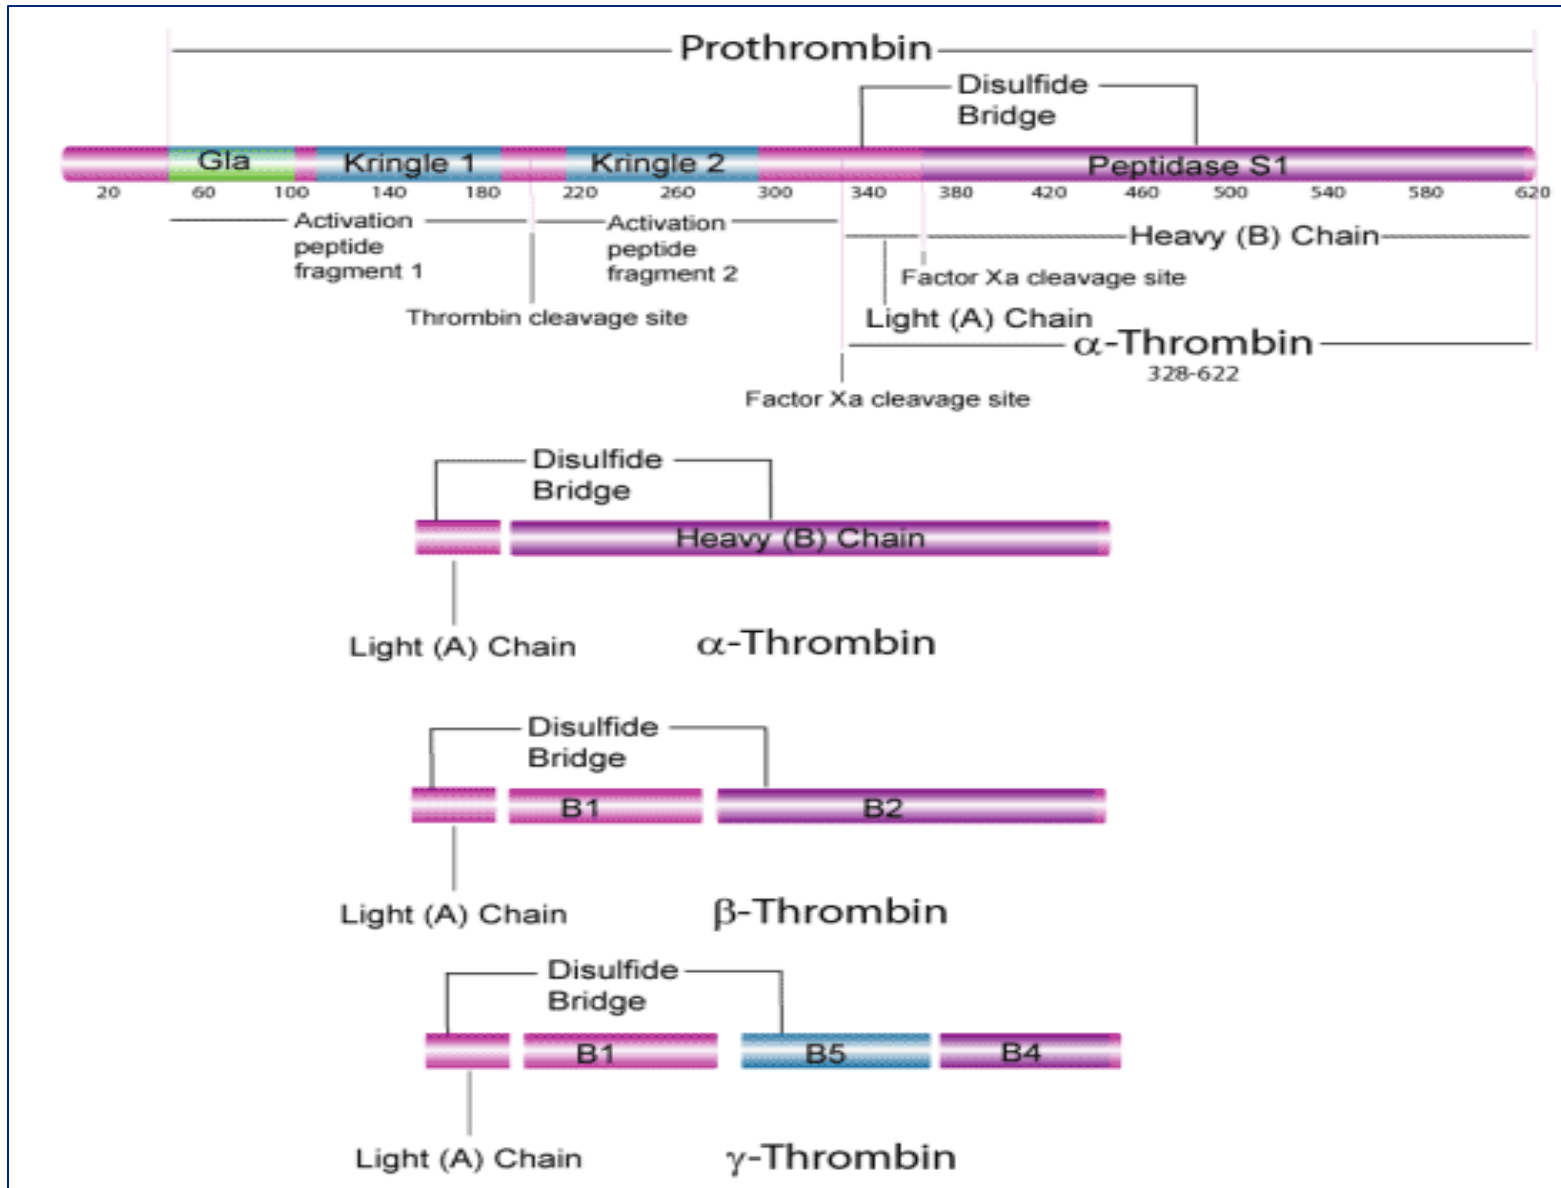 Prothrombin
Disulfide
Bridge
Gla Kringle 1 Kringle 2 Peptidase S1
20 60 100 140 180 220 260 300 340 380 420 460 500 540 580 620
Activation
peptide
fragment 1
Activation
peptide
fragment 2
Heavy (B) Chain
Factor Xa cleavage site
Thrombin cleavage site
Light (A) Chain
α-Thrombin
328-622
Factor Xa cleavage site
Disulfide
Bridge
Heavy (B) Chain
Light (A) Chain
α-Thrombin
Disulfide
Bridge
B1 B2
Light (A) Chain
β-Thrombin
Disulfide
Bridge
B1 B5 B4
Light (A) Chain
γ-Thrombin